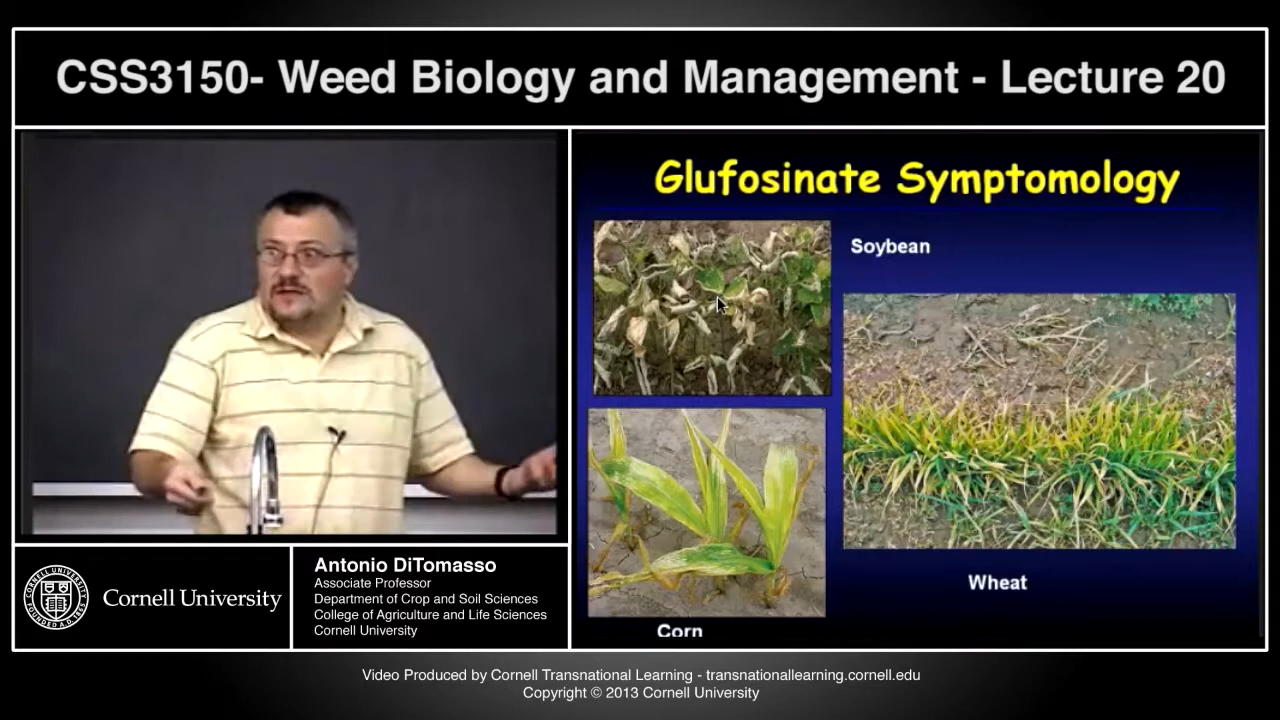 CSS3150- Weed Biology and Management - Lecture 20
Glufosinate Symptomology
Soybean
Wheat
Corn
Cornell University
Antonio DiTomasso
Associate Professor
Department of Crop and Soil Sciences
College of Agriculture and Life Sciences
Cornell University
Video Produced by Cornell Transnational Learning - transnationallearning.cornell.edu
Copyright © 2013 Cornell University